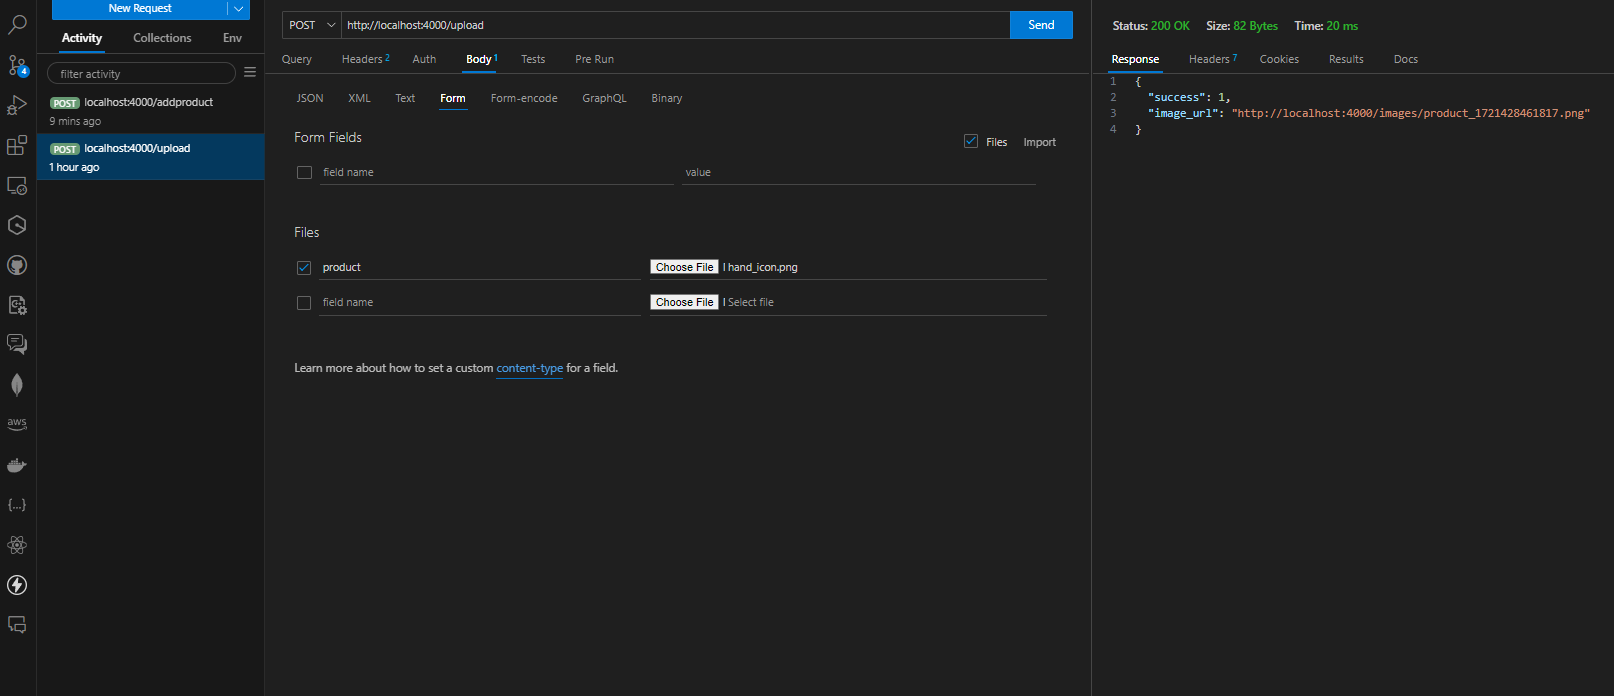 New Request
Activity Collections Env
filter activity
POST localhost:4000/addproduct
9 mins ago
POST localhost:4000/upload
1 hour ago
4
aws
{...}
POST http://localhost:4000/upload Send
Query Headers 2 Auth Body 1 Tests Pre Run
JSON XML Text Form Form-encode GraphQL Binary
Form Fields Files Import
field name value
Files
product Choose File hand_icon.png
field name Choose File Select file
Learn more about how to set a custom content-type for a field.
Status: 200 OK Size: 82 Bytes Time: 20 ms
Response Headers 7 Cookies Results Docs
1 {
2 "success": 1,
3 "image_url": "http://localhost:4000/images/product_1721428461817.png"
4 }